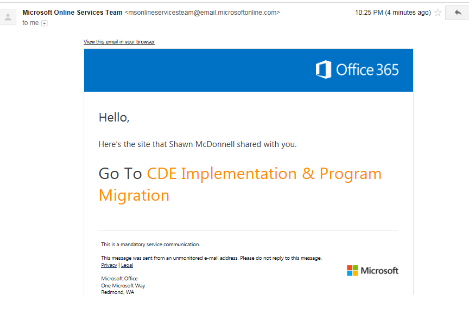 Microsoft Online Services Team <msonlineservicesteam@email.microsoftonline.com>
10:25 PM (4 minutes ago)
to me
View this email in your browser
Office 365
Hello,
Here's the site that Shawn McDonnell shared with you.
Go To CDE Implementation & Program
Migration
This is a mandatory service communication.
This message was sent from an unmonitored e-mail address. Please do not reply to this message.
Privacy | Legal
Microsoft Office
One Microsoft Way
Redmond, WA
Microsoft